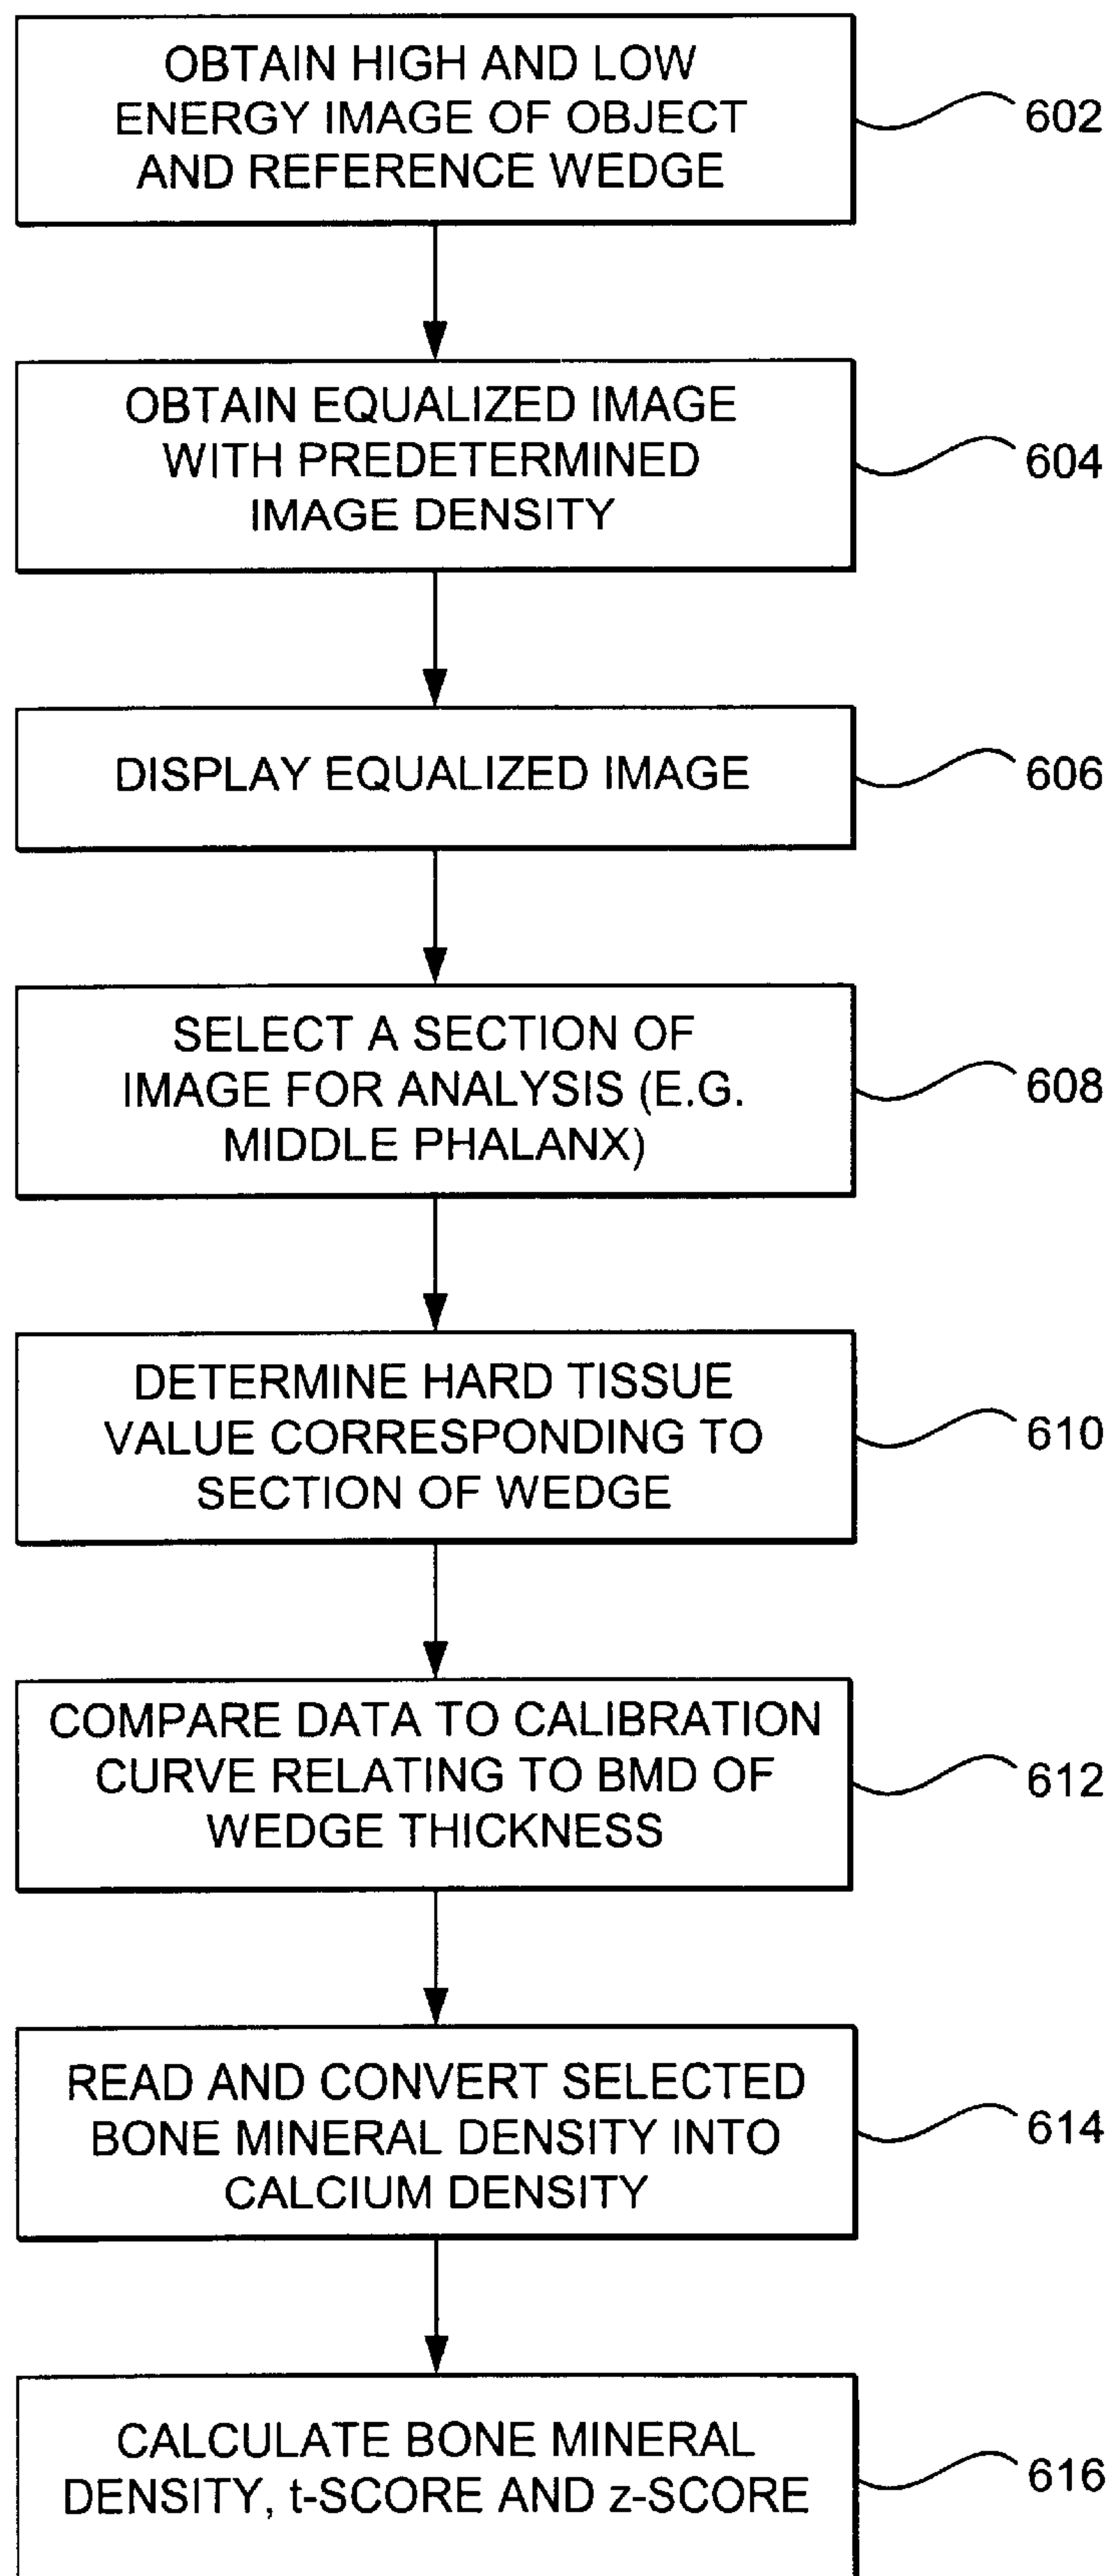 OBTAIN HIGH AND LOW
ENERGY IMAGE OF OBJECT
AND REFERENCE WEDGE
602
OBTAIN EQUALIZED IMAGE
WITH PREDETERMINED
IMAGE DENSITY
604
DISPLAY EQUALIZED IMAGE
606
SELECT A SECTION OF
IMAGE FOR ANALYSIS (E.G.
MIDDLE PHALANX)
608
DETERMINE HARD TISSUE
VALUE CORRESPONDING TO
SECTION OF WEDGE
610
COMPARE DATA TO CALIBRATION
CURVE RELATING TO BMD OF
WEDGE THICKNESS
612
READ AND CONVERT SELECTED
BONE MINERAL DENSITY INTO
CALCIUM DENSITY
614
CALCULATE BONE MINERAL
DENSITY, t-SCORE AND z-SCORE
616